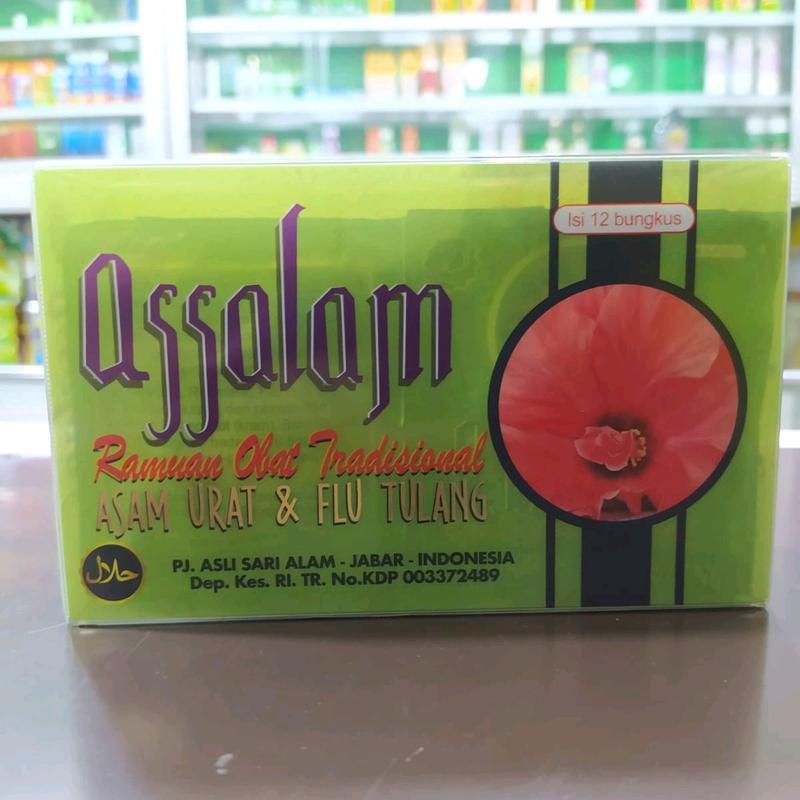 Isi 12 bungkus
assalam
Ramuan Obat Tradisional
ASAM URAT & FLU TULANG
حلال
PJ. ASLI SARI ALAM - JABAR - INDONESIA
Dep. Kes. RI. TR. No.KDP 003372489